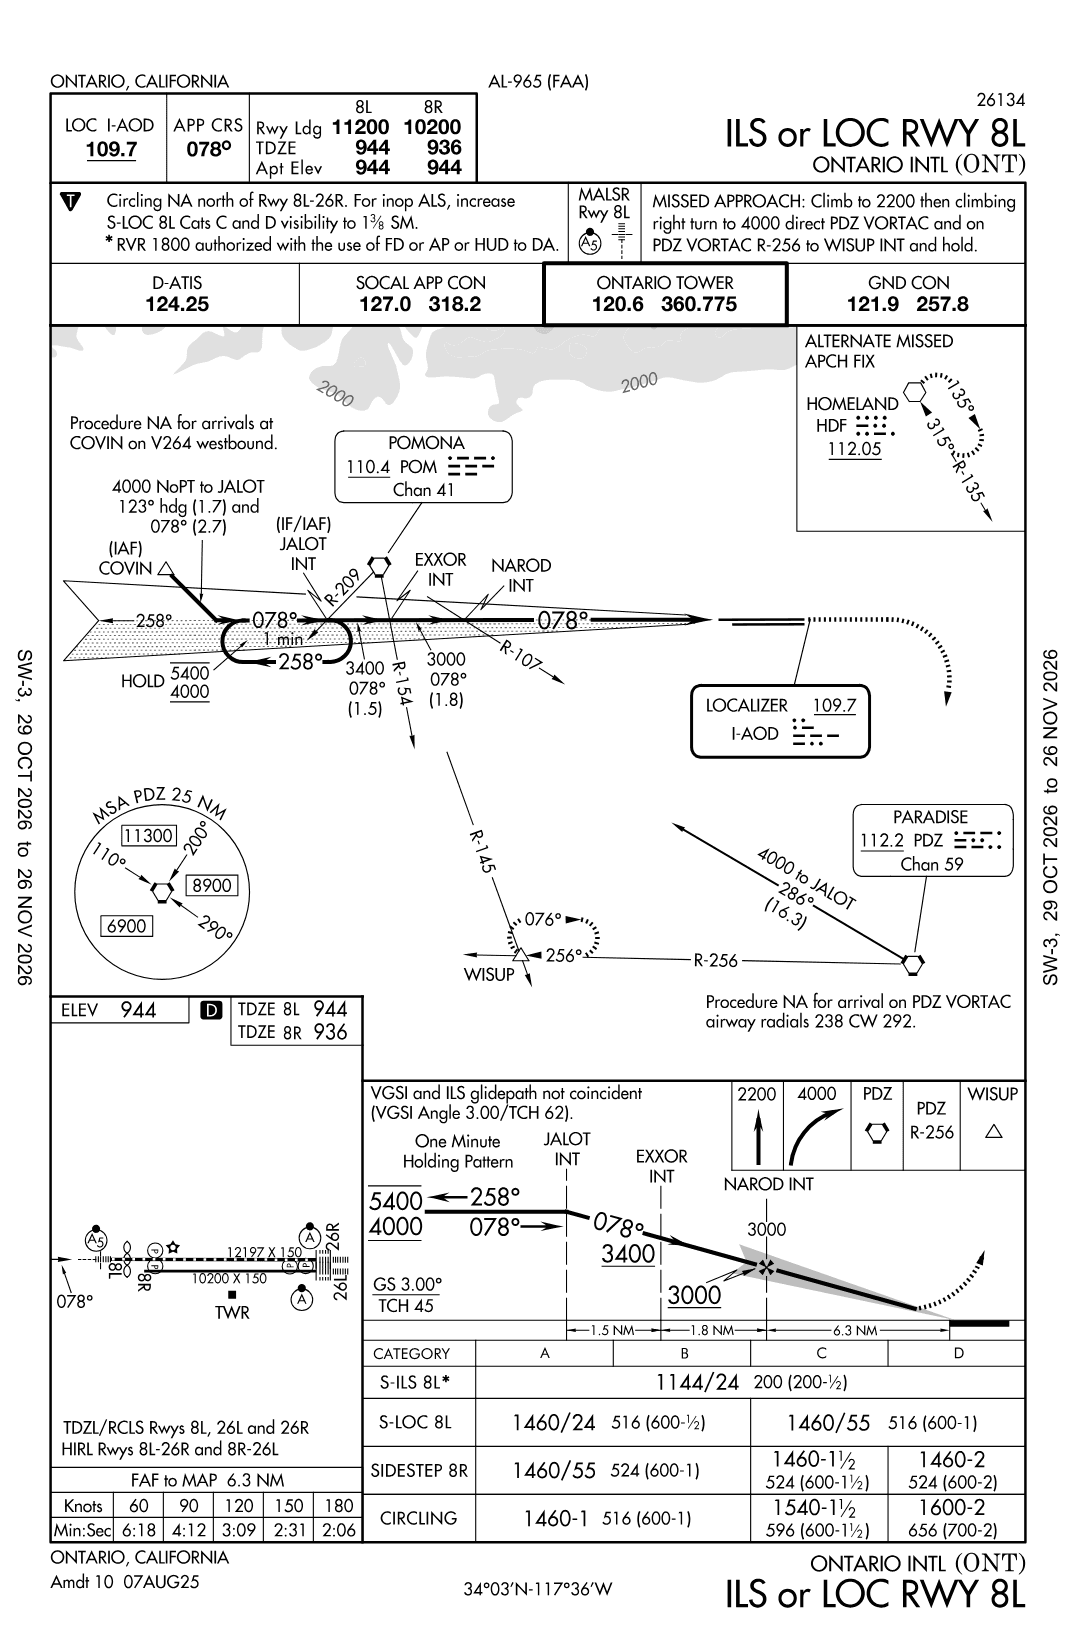 ONTARIO, CALIFORNIA
AL-965 (FAA)
26134
LOC I-AOD
109.7
APP CRS
078°
8L 8R
Rwy Ldg 11200 10200
TDZE 944 936
Apt Elev 944 944
ILS or LOC RWY 8L
ONTARIO INTL (ONT)
T
Circling NA north of Rwy 8L-26R. For inop ALS, increase
S-LOC 8L Cats C and D visibility to 1⅜ SM.
* RVR 1800 authorized with the use of FD or AP or HUD to DA.
MALSR
Rwy 8L
A5
MISSED APPROACH: Climb to 2200 then climbing
right turn to 4000 direct PDZ VORTAC and on
PDZ VORTAC R-256 to WISUP INT and hold.
D-ATIS
124.25
SOCAL APP CON
127.0 318.2
ONTARIO TOWER
120.6 360.775
GND CON
121.9 257.8
2000
2000
ALTERNATE MISSED
APCH FIX
HOMELAND
HDF
112.05
135°
315°
R-135
Procedure NA for arrivals at
COVIN on V264 westbound.
POMONA
110.4 POM
Chan 41
4000 NoPT to JALOT
123° hdg (1.7) and
078° (2.7)
(IAF)
COVIN
(IF/IAF)
JALOT
INT
R-209
EXXOR
INT
NAROD
INT
258°
078°
1 min
258°
078°
HOLD 5400
4000
3400
078°
(1.5)
R-154
3000
078°
(1.8)
R-107
LOCALIZER 109.7
I-AOD
SW-3, 29 OCT 2026 to 26 NOV 2026
SW-3, 29 OCT 2026 to 26 NOV 2026
MSA PDZ 25 NM
11300
200°
110°
8900
6900
290°
R-145
076°
256°
WISUP
R-256
4000 to JALOT
286°
(16.3)
PARADISE
112.2 PDZ
Chan 59
Procedure NA for arrival on PDZ VORTAC
airway radials 238 CW 292.
ELEV 944
D
TDZE 8L 944
TDZE 8R 936
A5
078°
8L
8R
P
P
P
P
12197 X 150
10200 X 150
A
A
26R
26L
TWR
TDZL/RCLS Rwys 8L, 26L and 26R
HIRL Rwys 8L-26R and 8R-26L
FAF to MAP 6.3 NM
Knots 60 90 120 150 180
Min:Sec 6:18 4:12 3:09 2:31 2:06
VGSI and ILS glidepath not coincident
(VGSI Angle 3.00/TCH 62).
2200
4000
PDZ
PDZ
R-256
WISUP
One Minute
Holding Pattern
JALOT
INT
EXXOR
INT
NAROD INT
5400
4000
258°
078°
078°
3400
3000
3000
GS 3.00°
TCH 45
1.5 NM
1.8 NM
6.3 NM
CATEGORY A B C D
S-ILS 8L* 1144/24 200 (200-½)
S-LOC 8L 1460/24 516 (600-½) 1460/55 516 (600-1)
SIDESTEP 8R 1460/55 524 (600-1) 1460-1½ 524 (600-1½) 1460-2 524 (600-2)
CIRCLING 1460-1 516 (600-1) 1540-1½ 596 (600-1½) 1600-2 656 (700-2)
ONTARIO, CALIFORNIA
Amdt 10 07AUG25
34°03'N-117°36'W
ONTARIO INTL (ONT)
ILS or LOC RWY 8L